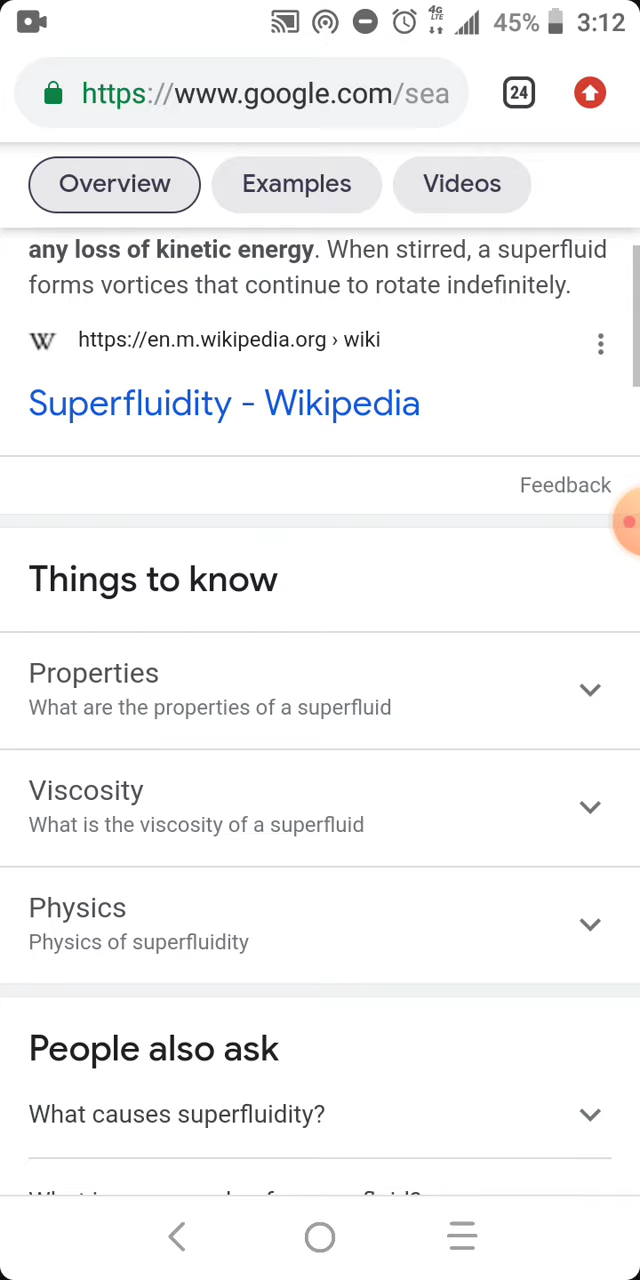 4G
LTE
45%
3:12
https://www.google.com/sea
24
Overview
Examples
Videos
any loss of kinetic energy. When stirred, a superfluid
forms vortices that continue to rotate indefinitely.
W
https://en.m.wikipedia.org › wiki
Superfluidity - Wikipedia
Feedback
Things to know
Properties
What are the properties of a superfluid
Viscosity
What is the viscosity of a superfluid
Physics
Physics of superfluidity
People also ask
What causes superfluidity?